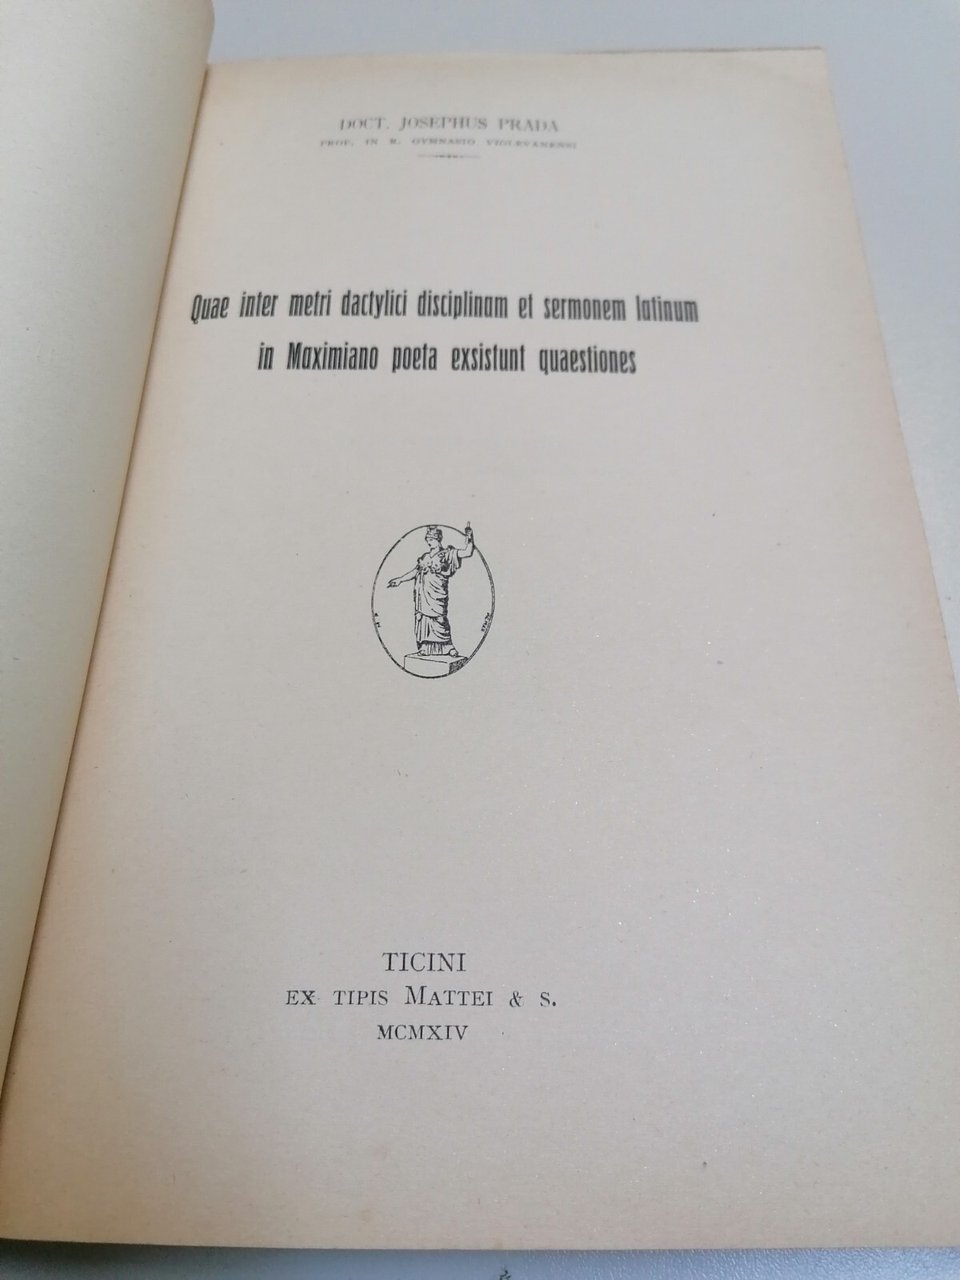 DOCT. JOSEPHUS PRADA
PROF. IN R. GYMNASIO VIGLEVANENSI
Quae inter metri dactylici disciplinam et sermonem latinum
in Maximiano poeta exsistunt quaestiones
TICINI
EX TIPIS MATTEI & S.
MCMXIV